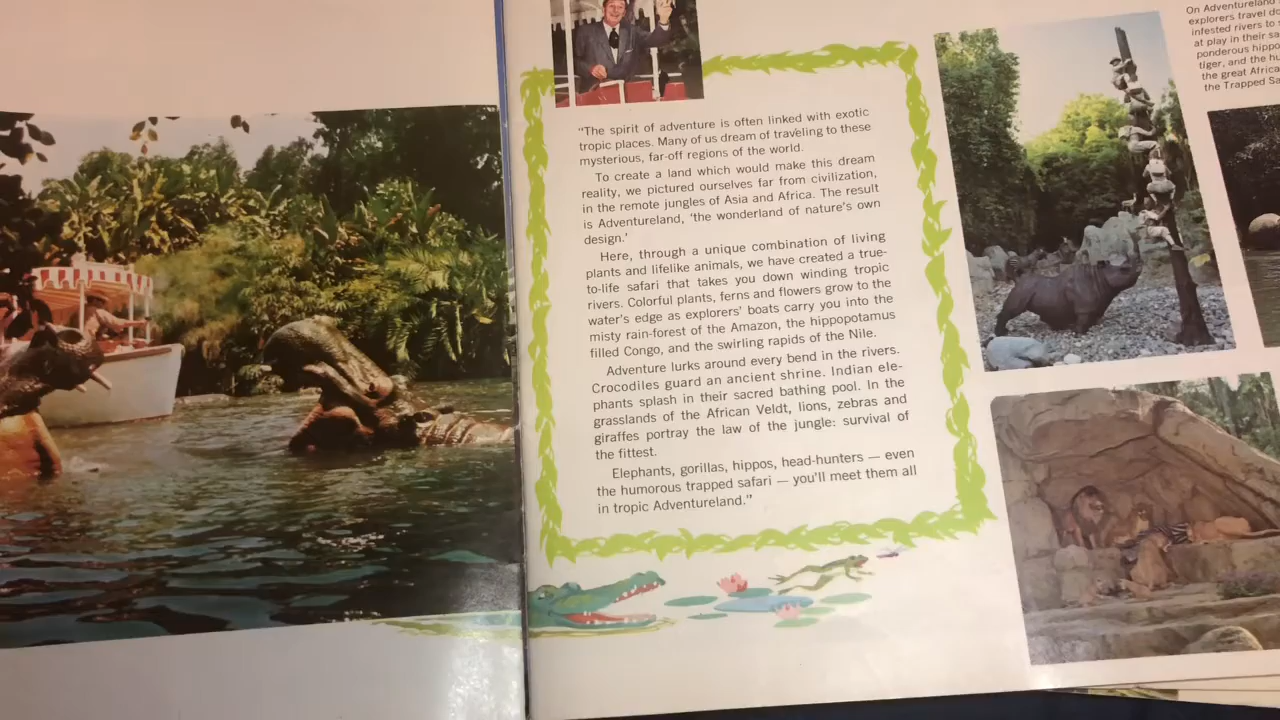 "The spirit of adventure is often linked with exotic
tropic places. Many of us dream of traveling to these
mysterious, far-off regions of the world.
To create a land which would make this dream
reality, we pictured ourselves far from civilization,
in the remote jungles of Asia and Africa. The result
is Adventureland, 'the wonderland of nature's own
design.'
Here, through a unique combination of living
plants and lifelike animals, we have created a true-
to-life safari that takes you down winding tropic
rivers. Colorful plants, ferns and flowers grow to the
water's edge as explorers' boats carry you into the
misty rain-forest of the Amazon, the hippopotamus
filled Congo, and the swirling rapids of the Nile.
Adventure lurks around every bend in the rivers.
Crocodiles guard an ancient shrine. Indian ele-
phants splash in their sacred bathing pool. In the
grasslands of the African Veldt, lions, zebras and
giraffes portray the law of the jungle: survival of
the fittest.
Elephants, gorillas, hippos, head-hunters — even
the humorous trapped safari — you'll meet them all
in tropic Adventureland."
On Adventureland
explorers travel
infested rivers to
at play in their
ponderous
tiger, and the
the great
the Trapped